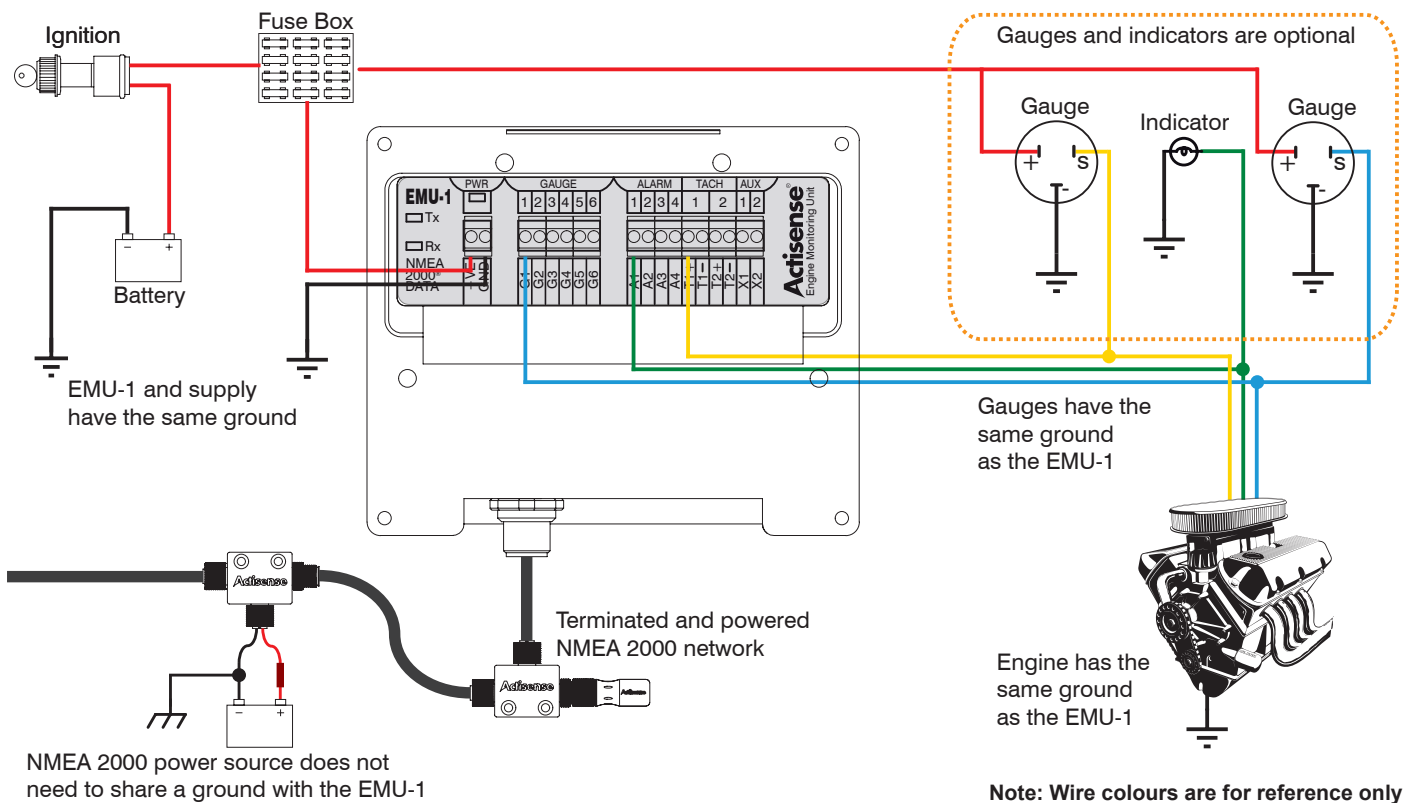 Ignition
Fuse Box
Gauges and indicators are optional
Gauge
Indicator
Gauge
+ S
-
+ S
-
- +
Battery
EMU-1
PWR GAUGE ALARM TACH AUX
1 2 3 4 5 6 1 2 3 4 1 2 1 2
Tx
Rx
NMEA
2000®
DATA
+VE GND G1 G2 G3 G4 G5 G6 A1 A2 A3 A4 T1+ T1− T2+ T2− X1 X2
Actisense®
Engine Monitoring Unit
EMU-1 and supply
have the same ground
Gauges have the
same ground
as the EMU-1
Actisense
Terminated and powered
NMEA 2000 network
Actisense
Actisense
Engine has the
same ground
as the EMU-1
- +
NMEA 2000 power source does not
need to share a ground with the EMU-1
Note: Wire colours are for reference only